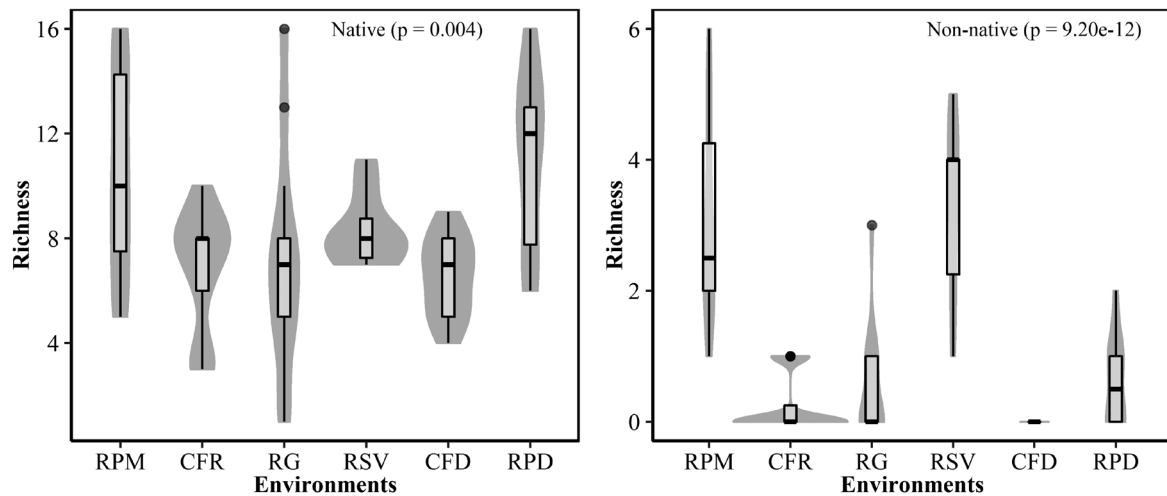 Native (p = 0.004)
16
12
8
4
Richness
RPM CFR RG RSV CFD RPD
Environments
Non-native (p = 9.20e-12)
6
4
2
0
Richness
RPM CFR RG RSV CFD RPD
Environments